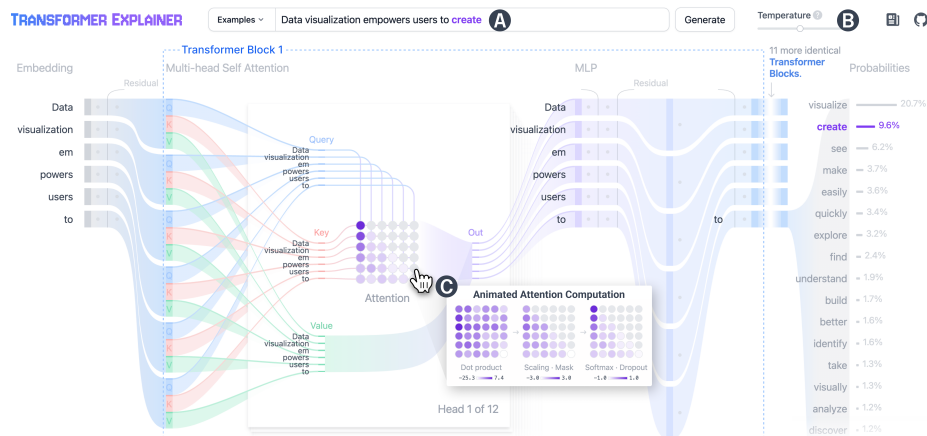 TRANSFORMER EXPLAINER
Examples
Data visualization empowers users to create
A
Generate
Temperature
B
Transformer Block 1
11 more identical
Transformer
Blocks.
Embedding
Multi-head Self Attention
MLP
Probabilities
Residual
Residual
Data
visualization
em
powers
users
to
Q
K
V
Q
K
V
Q
K
V
Q
K
V
Q
K
V
Q
K
V
Query
Data
visualization
em
powers
users
to
Key
Data
visualization
em
powers
users
to
Attention
Value
Data
visualization
em
powers
users
to
Out
C
Animated Attention Computation
Dot product
Scaling · Mask
Softmax · Dropout
-25.3 7.4
-3.0 3.0
-1.0 1.0
Head 1 of 12
Data
visualization
em
powers
users
to
to
visualize 20.7%
create 9.6%
see 6.2%
make 3.7%
easily 3.6%
quickly 3.4%
explore 3.2%
find 2.4%
understand 1.9%
build 1.7%
better 1.6%
identify 1.6%
take 1.3%
visually 1.3%
analyze 1.2%
discover 1.2%